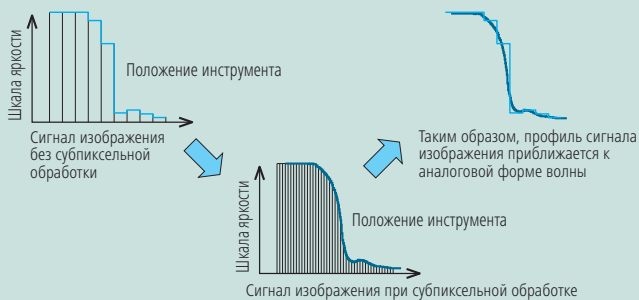 Шкала яркости
Положение инструмента
Сигнал изображения
без субпиксельной
обработки
Таким образом, профиль сигнала
изображения приближается к
аналоговой форме волны
Шкала яркости
Положение инструмента
Сигнал изображения при субпиксельной обработке